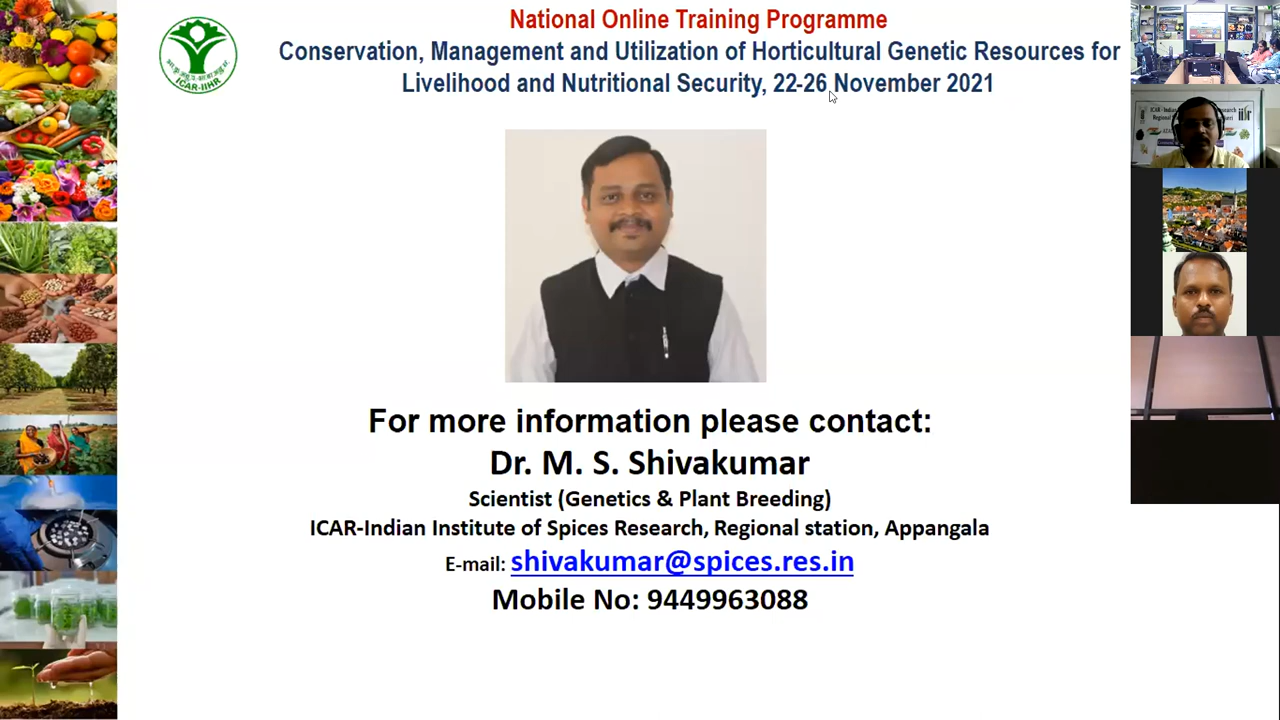 National Online Training Programme
Conservation, Management and Utilization of Horticultural Genetic Resources for
Livelihood and Nutritional Security, 22-26 November 2021
ICAR-IIHR
For more information please contact:
Dr. M. S. Shivakumar
Scientist (Genetics & Plant Breeding)
ICAR-Indian Institute of Spices Research, Regional station, Appangala
E-mail: shivakumar@spices.res.in
Mobile No: 9449963088